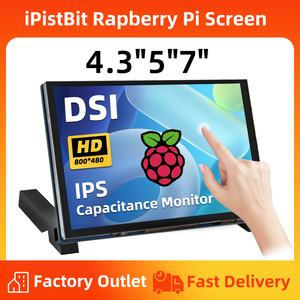 iPistBit Rapberry Pi Screen
4.3"5"7"
DSI
HD
800*480
IPS
Capacitance Monitor
Factory Outlet
Fast Delivery